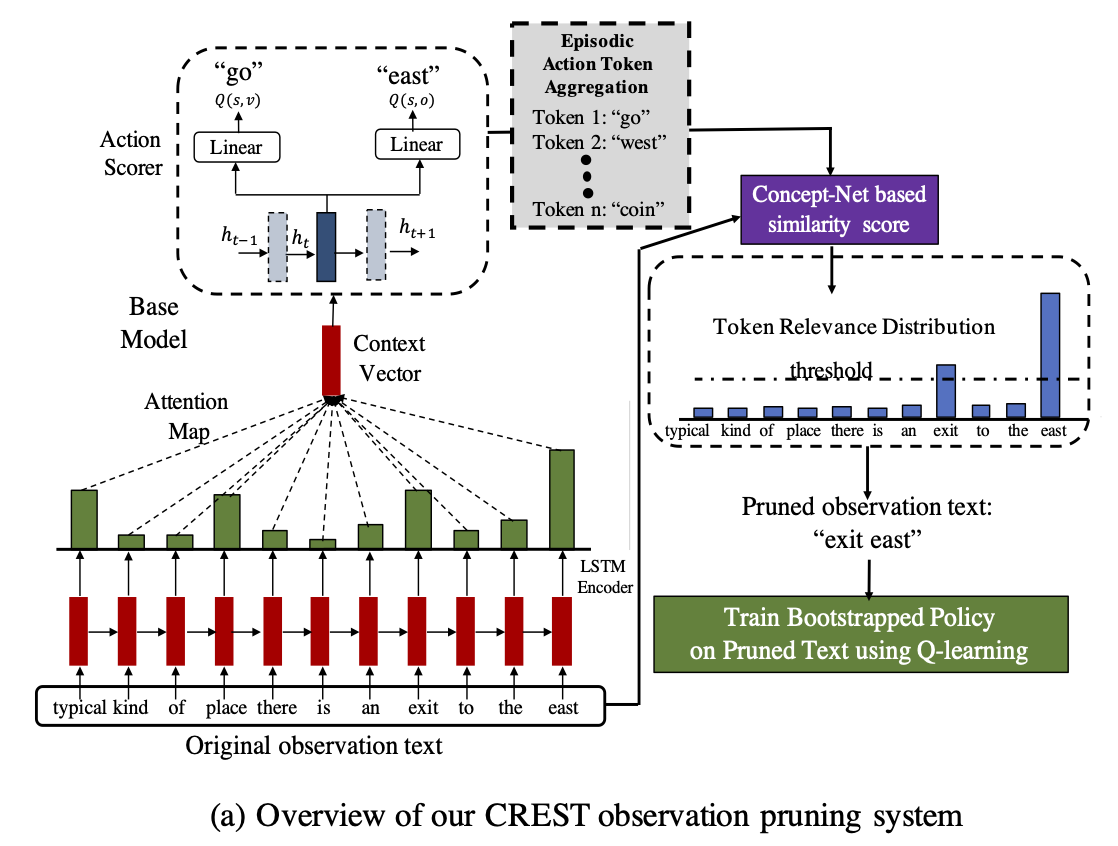 “go”
“east”
Q(s,v)
Q(s,o)
Linear
Linear
Action
Scorer
h_{t-1}
h_t
h_{t+1}
Base
Model
Context
Vector
Attention
Map
LSTM
Encoder
typical kind of place there is an exit to the east
Original observation text
Episodic
Action Token
Aggregation
Token 1: “go”
Token 2: “west”
Token n: “coin”
Concept-Net based
similarity score
Token Relevance Distribution
threshold
typical kind of place there is an exit to the east
Pruned observation text:
“exit east”
Train Bootstrapped Policy
on Pruned Text using Q-learning
(a) Overview of our CREST observation pruning system